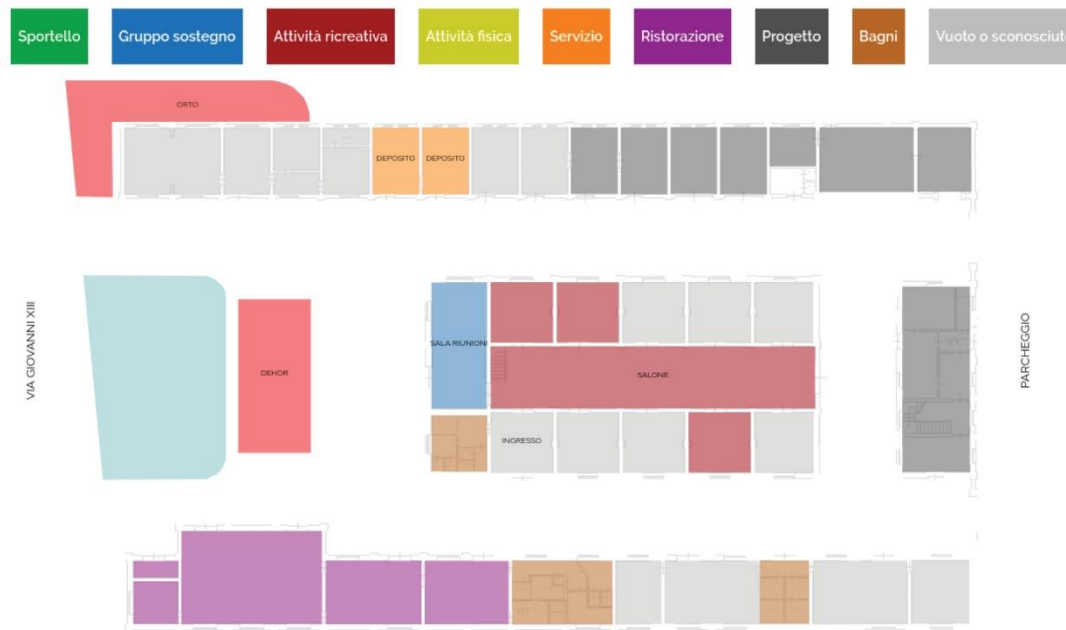 Sportello
Gruppo sostegno
Attività ricreativa
Attività fisica
Servizio
Ristorazione
Progetto
Bagni
Vuoto o sconosciuto
ORTO
DEPOSITO
DEPOSITO
VIA GIOVANNI XIII
DEHOR
SALA RIUNIONI
SALONE
INGRESSO
PARCHEGGIO